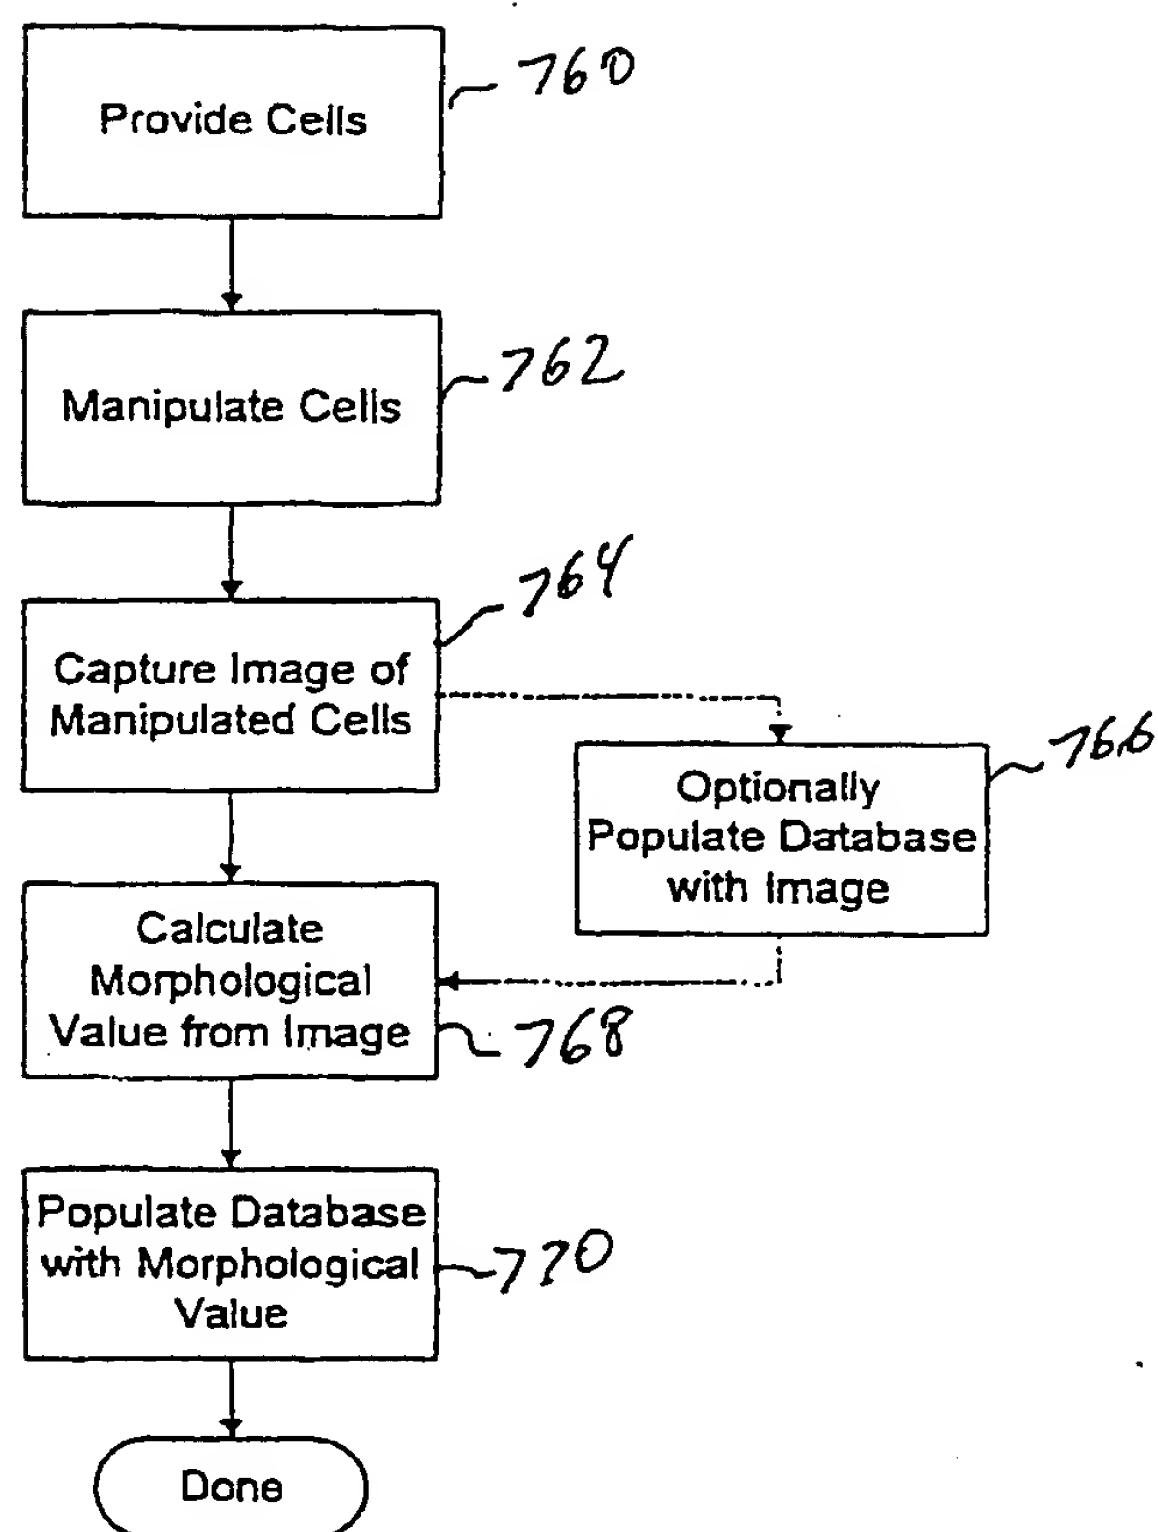 Provide Cells
760
Manipulate Cells
762
Capture Image of
Manipulated Cells
764
Optionally
Populate Database
with Image
766
Calculate
Morphological
Value from Image
768
Populate Database
with Morphological
Value
770
Done